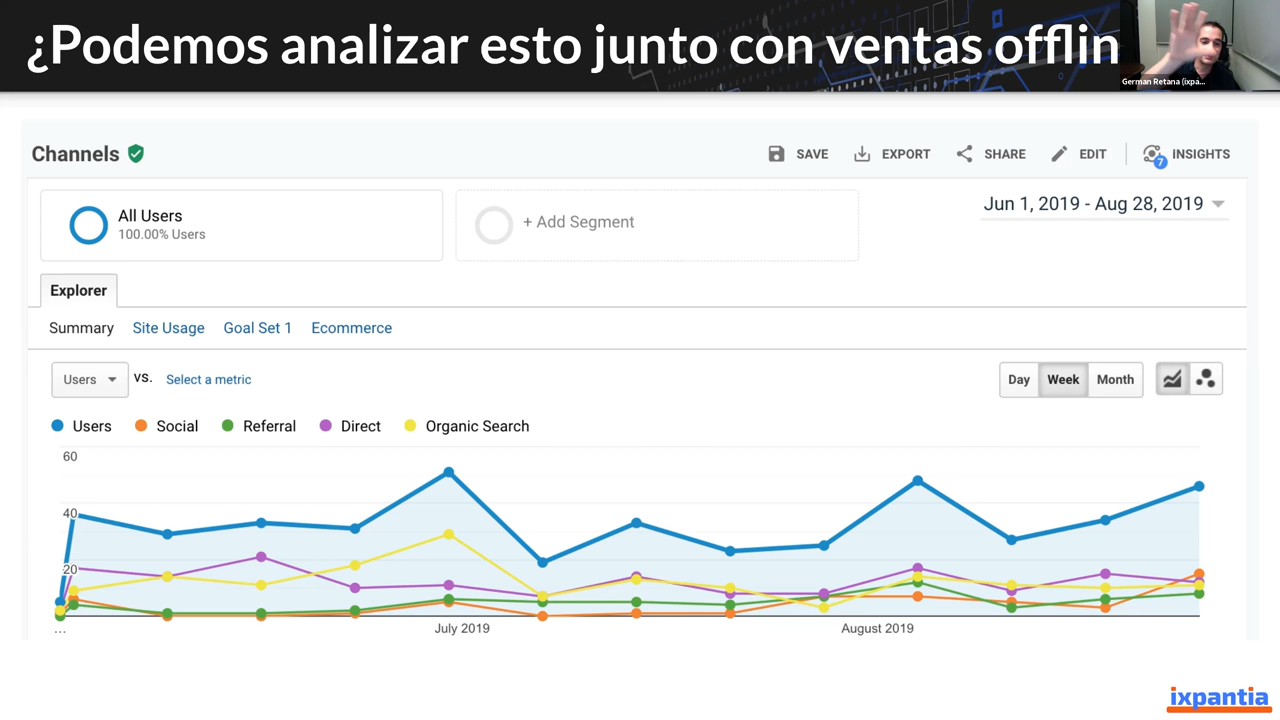 ¿Podemos analizar esto junto con ventas offlin
German Retana (ixpa...
Channels
SAVE
EXPORT
SHARE
EDIT
7
INSIGHTS
All Users
100.00% Users
+ Add Segment
Jun 1, 2019 - Aug 28, 2019
Explorer
Summary
Site Usage
Goal Set 1
Ecommerce
Users
VS.
Select a metric
Day
Week
Month
Users
Social
Referral
Direct
Organic Search
60
40
20
...
July 2019
August 2019
ixpantia